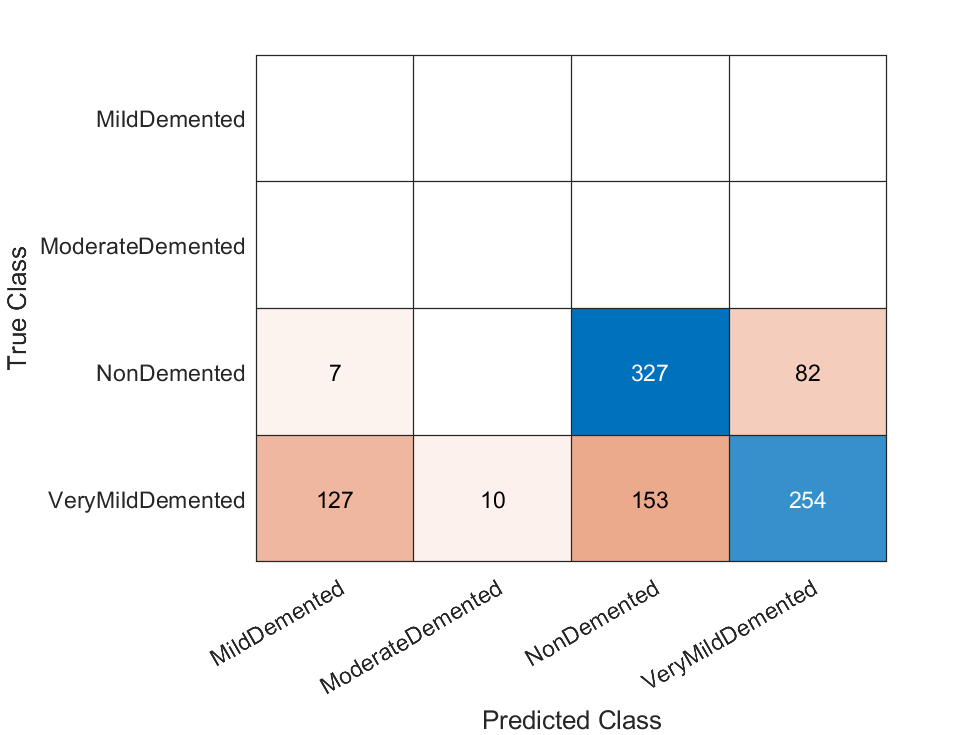 True Class
MildDemented
ModerateDemented
NonDemented
7
327
82
VeryMildDemented
127
10
153
254
MildDemented
ModerateDemented
NonDemented
VeryMildDemented
Predicted Class